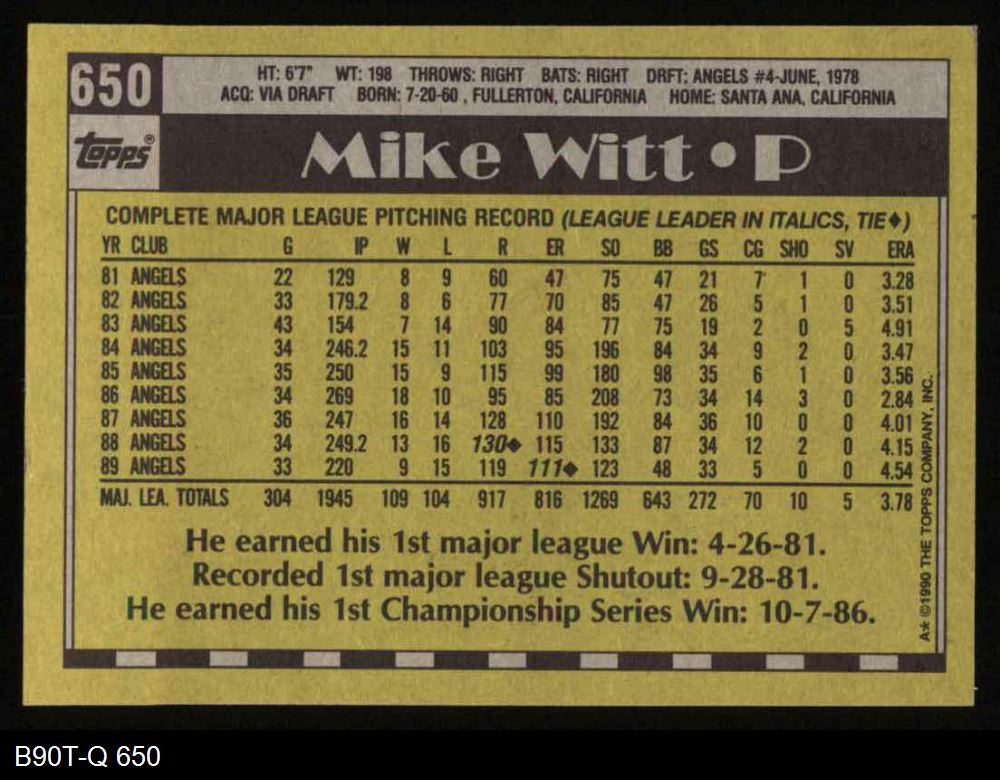 650
HT: 6'7" WT: 198 THROWS: RIGHT BATS: RIGHT DRFT: ANGELS #4-JUNE, 1978
ACQ: VIA DRAFT BORN: 7-20-60 , FULLERTON, CALIFORNIA HOME: SANTA ANA, CALIFORNIA
Topps®
Mike Witt • P
COMPLETE MAJOR LEAGUE PITCHING RECORD (LEAGUE LEADER IN ITALICS, TIE◆)
YR CLUB G IP W L R ER SO BB GS CG SHO SV ERA
81 ANGELS 22 129 8 9 60 47 75 47 21 7 1 0 3.28
82 ANGELS 33 179.2 8 6 77 70 85 47 26 5 1 0 3.51
83 ANGELS 43 154 7 14 90 84 77 75 19 2 0 5 4.91
84 ANGELS 34 246.2 15 11 103 95 196 84 34 9 2 0 3.47
85 ANGELS 35 250 15 9 115 99 180 98 35 6 1 0 3.56
86 ANGELS 34 269 18 10 95 85 208 73 34 14 3 0 2.84
87 ANGELS 36 247 16 14 128 110 192 84 36 10 0 0 4.01
88 ANGELS 34 249.2 13 16 130◆ 115 133 87 34 12 2 0 4.15
89 ANGELS 33 220 9 15 119 111◆ 123 48 33 5 0 0 4.54
MAJ. LEA. TOTALS 304 1945 109 104 917 816 1269 643 272 70 10 5 3.78
He earned his 1st major league Win: 4-26-81.
Recorded 1st major league Shutout: 9-28-81.
He earned his 1st Championship Series Win: 10-7-86.
A* ©1990 THE TOPPS COMPANY, INC.
B90T-Q 650